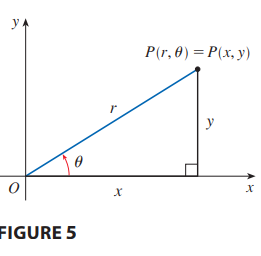 y
P(r, θ) = P(x, y)
r
y
θ
O
x
x
FIGURE 5